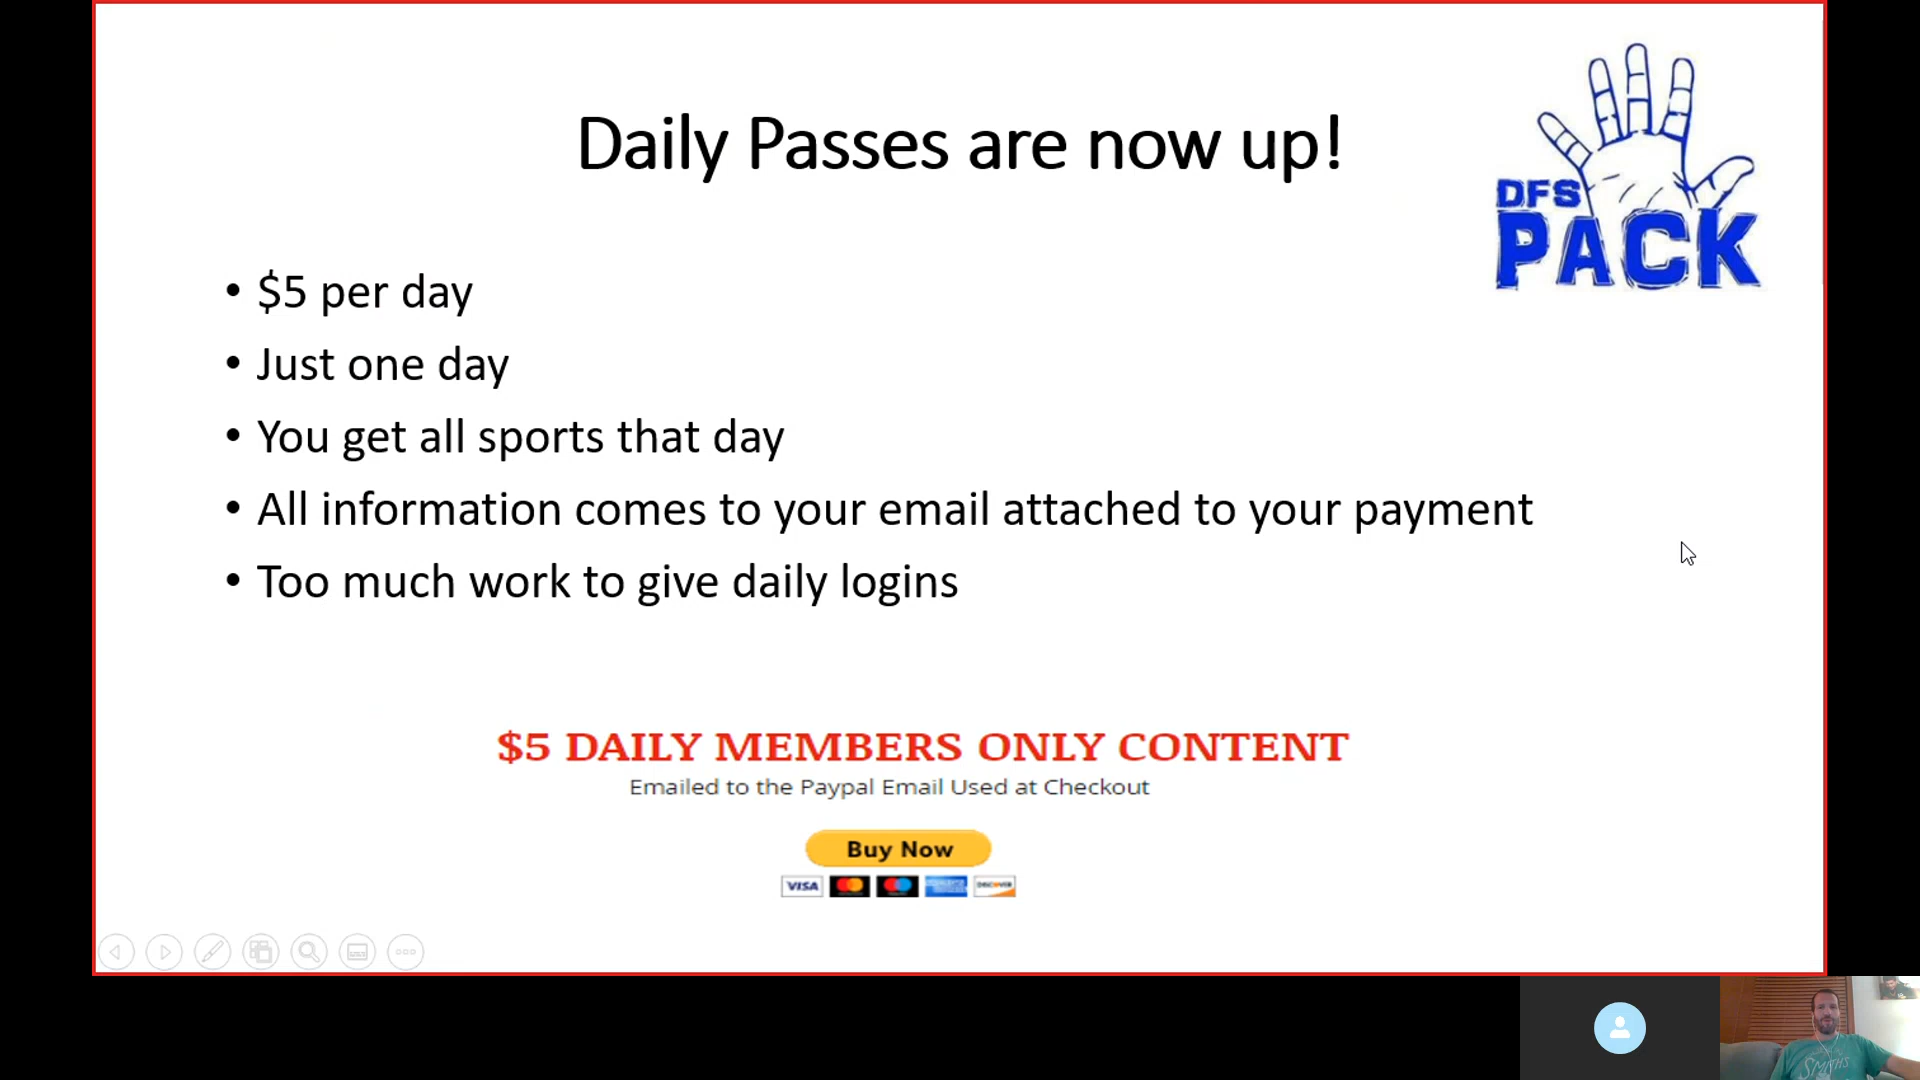 Daily Passes are now up!
DFS
PACK
• $5 per day
• Just one day
• You get all sports that day
• All information comes to your email attached to your payment
• Too much work to give daily logins
$5 DAILY MEMBERS ONLY CONTENT
Emailed to the Paypal Email Used at Checkout
Buy Now
VISA
DISCOVER
SMITHS